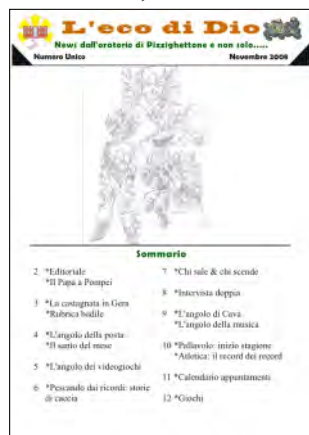 L'eco di Dio
News dall'oratorio di Pizzighettone e non solo.....
Numero Unico Novembre 2008
Sommario
2 *Editoriale
*Il Papa a Pompei
3 *La castagnata in Gera
*Rubrica badile
4 *L'angolo della posta
*Il santo del mese
5 *L'angolo dei videogiochi
6 *Pescando dai ricordi: storie
di caccia
7 *Chi sale & chi scende
8 *Intervista doppia
9 *L'angolo di Cuva
*L'angolo della musica
10 *Pallavolo: inizio stagione
*Atletica: il record dei record
11 *Calendario appuntamenti
12 *Giochi